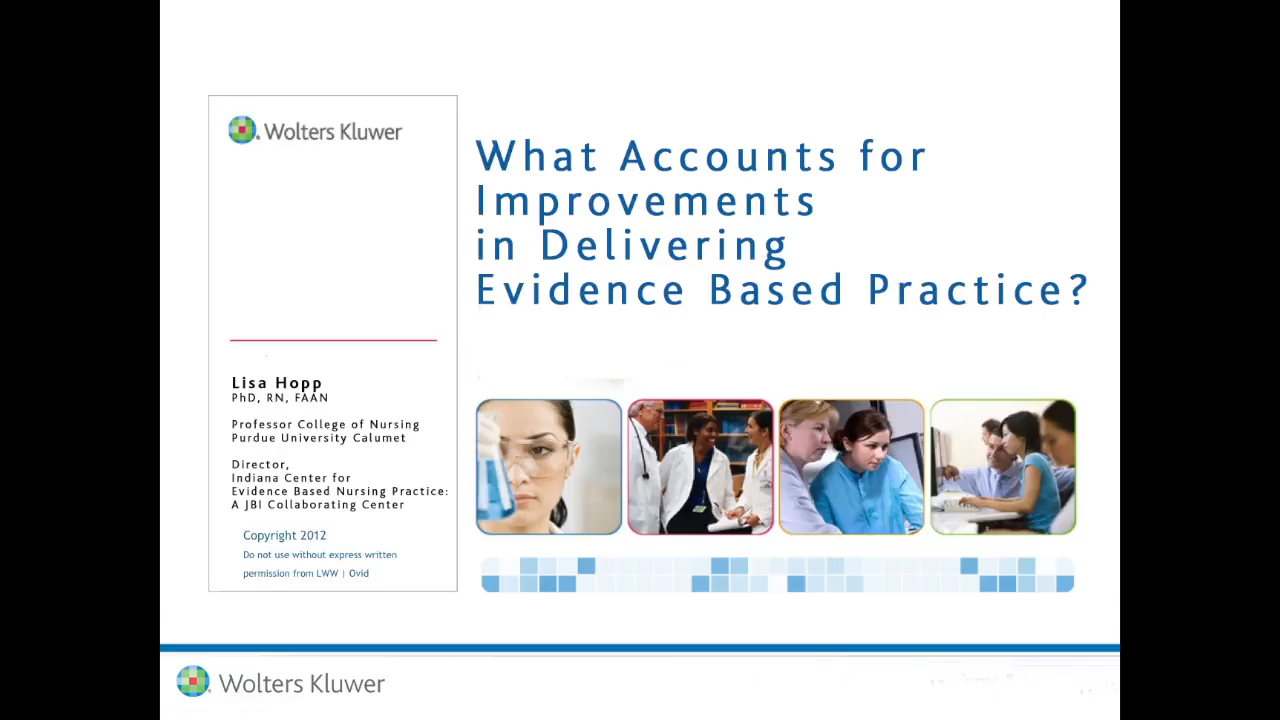 Wolters Kluwer
What Accounts for
Improvements
in Delivering
Evidence Based Practice?
Lisa Hopp
PhD, RN, FAAN
Professor College of Nursing
Purdue University Calumet
Director,
Indiana Center for
Evidence Based Nursing Practice:
A JBI Collaborating Center
Copyright 2012
Do not use without express written
permission from LWW | Ovid
Wolters Kluwer